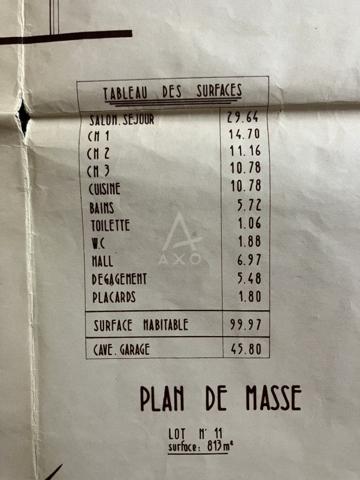 TABLEAU DES SURFACES
SALON.SEJOUR 29.64
CH 1 14.70
CH 2 11.16
CH 3 10.78
CUISINE 10.78
BAINS 5.72
TOILETTE 1.06
W.C 1.88
HALL 6.97
DEGAGEMENT 5.48
PLACARDS 1.80
SURFACE HABITABLE 99.97
CAVE.GARAGE 45.80
AXO
PLAN DE MASSE
LOT N° 11
surface: 813 m²